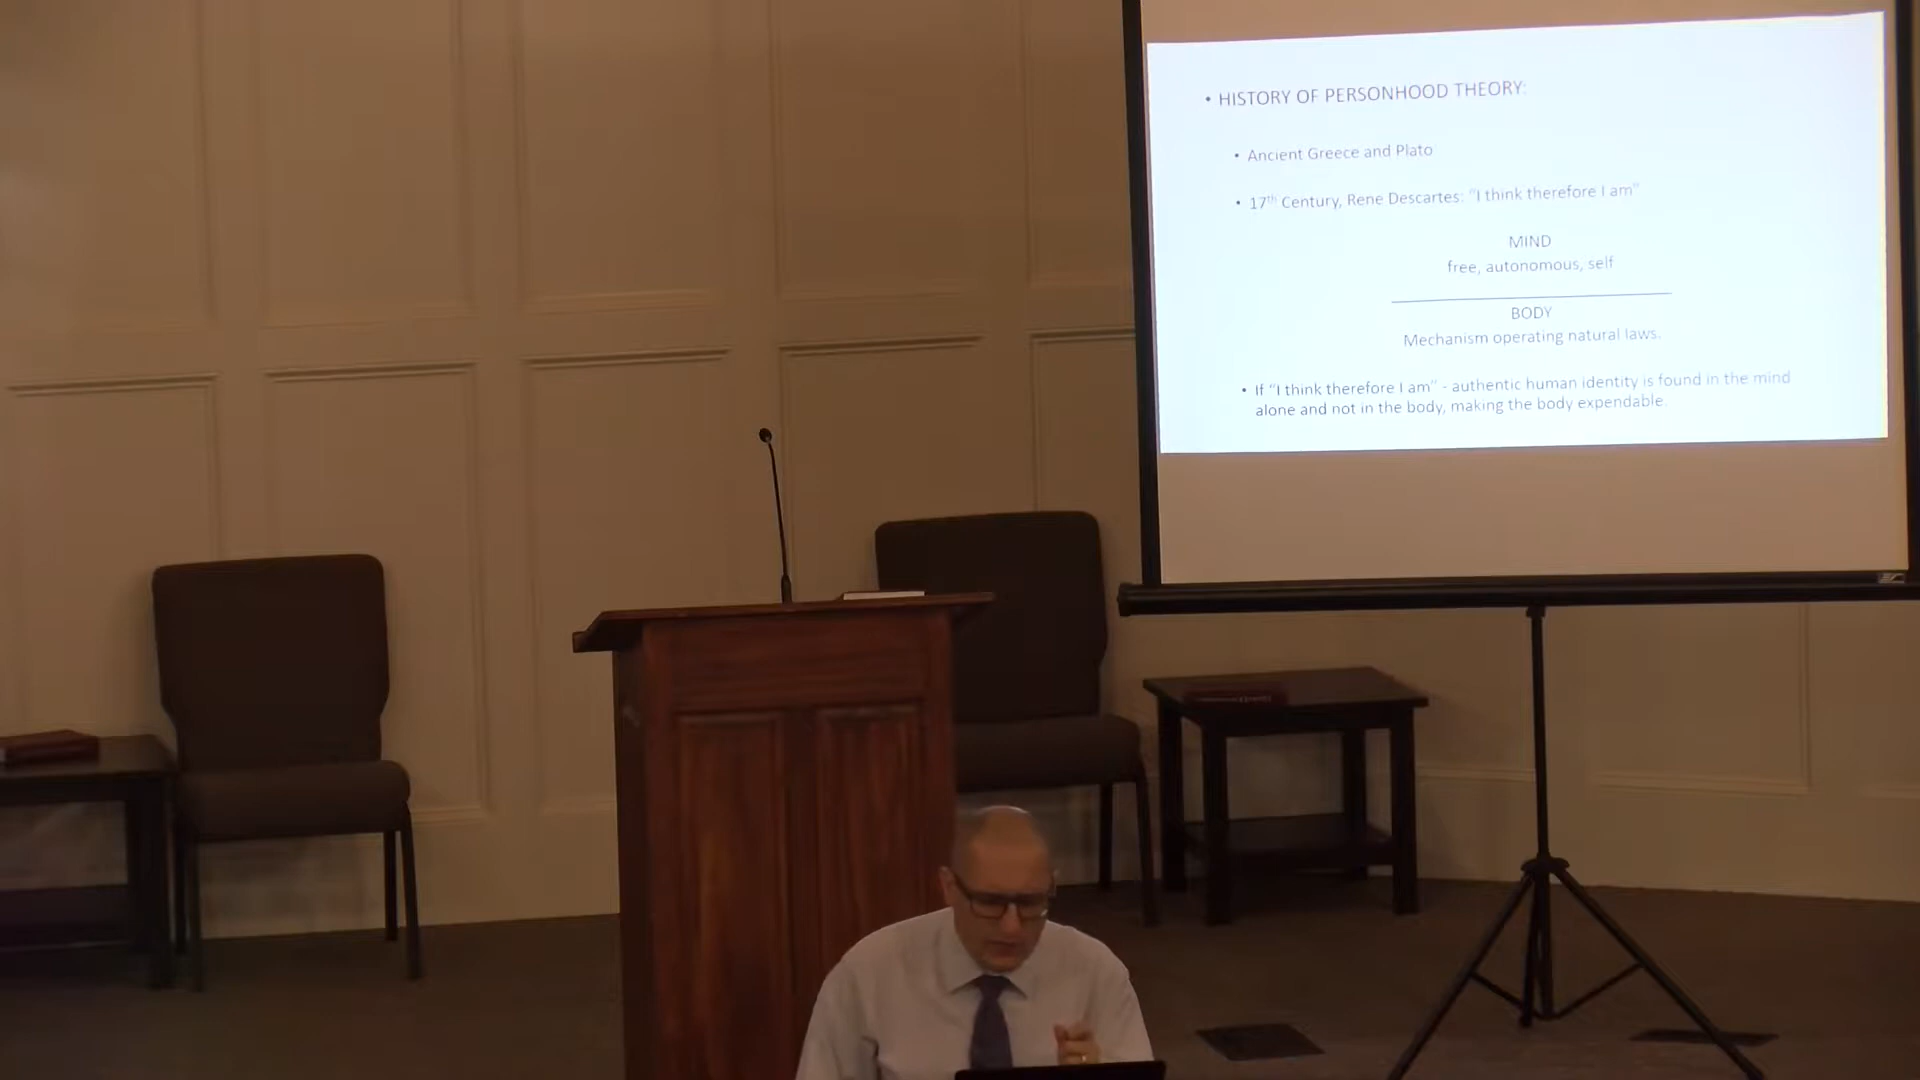 • HISTORY OF PERSONHOOD THEORY:
• Ancient Greece and Plato
• 17th Century, Rene Descartes: "I think therefore I am"
MIND
free, autonomous, self
BODY
Mechanism operating natural laws.
• If "I think therefore I am" - authentic human identity is found in the mind
alone and not in the body, making the body expendable.